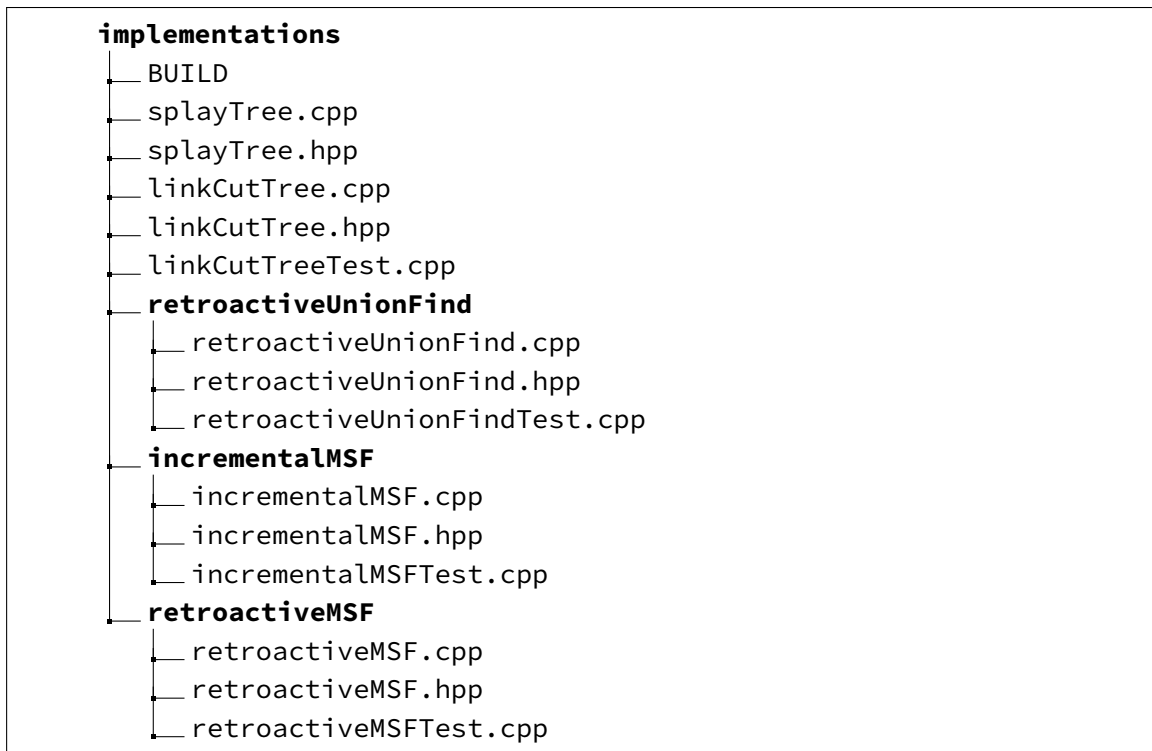 implementations
BUILD
splayTree.cpp
splayTree.hpp
linkCutTree.cpp
linkCutTree.hpp
linkCutTreeTest.cpp
retroactiveUnionFind
retroactiveUnionFind.cpp
retroactiveUnionFind.hpp
retroactiveUnionFindTest.cpp
incrementalMSF
incrementalMSF.cpp
incrementalMSF.hpp
incrementalMSFTest.cpp
retroactiveMSF
retroactiveMSF.cpp
retroactiveMSF.hpp
retroactiveMSFTest.cpp